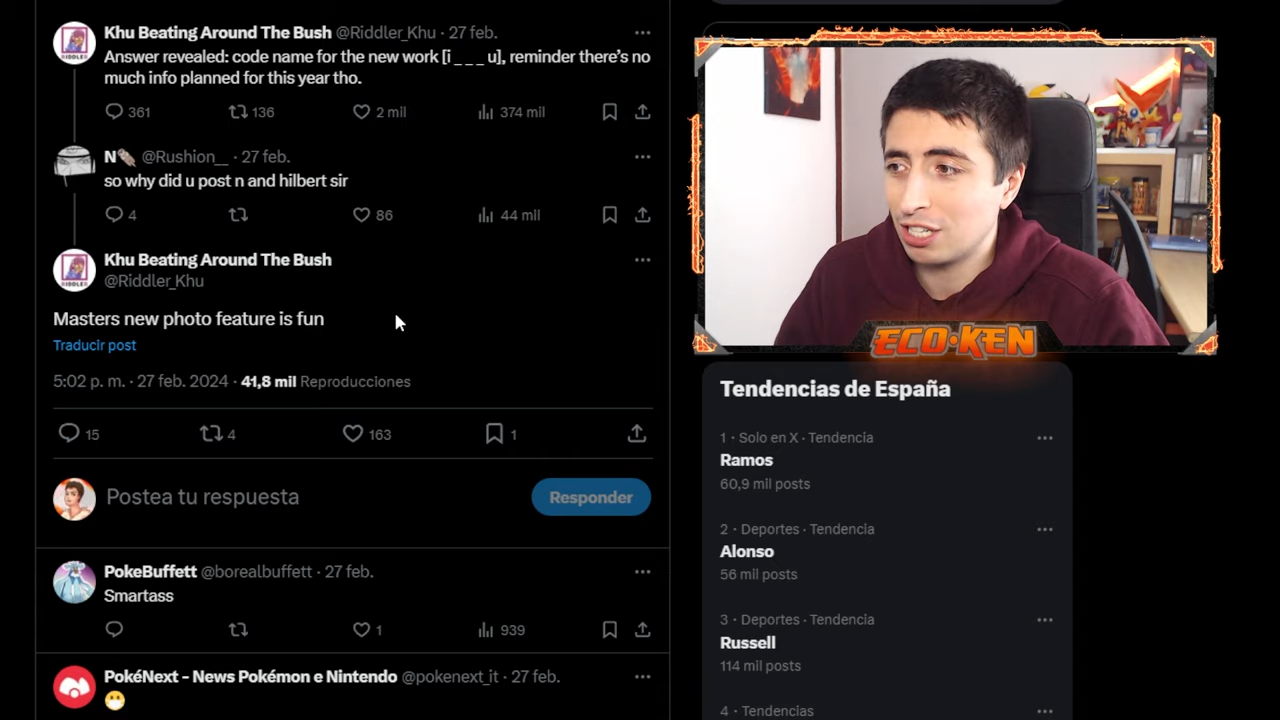 Khu Beating Around The Bush @Riddler_Khu · 27 feb.
Answer revealed: code name for the new work [i _ _ _ u], reminder there's no
much info planned for this year tho.
361 136 2 mil 374 mil
N @Rushion__ · 27 feb.
so why did u post n and hilbert sir
4 86 44 mil
Khu Beating Around The Bush
@Riddler_Khu
Masters new photo feature is fun
Traducir post
5:02 p. m. · 27 feb. 2024 · 41,8 mil Reproducciones
15 4 163 1
Postea tu respuesta
Responder
PokeBuffett @borealbuffett · 27 feb.
Smartass
1 939
PokéNext - News Pokémon e Nintendo @pokenext_it · 27 feb.
ECO·KEN
Tendencias de España
1 · Solo en X · Tendencia
Ramos
60,9 mil posts
2 · Deportes · Tendencia
Alonso
56 mil posts
3 · Deportes · Tendencia
Russell
114 mil posts
4 · Tendencias